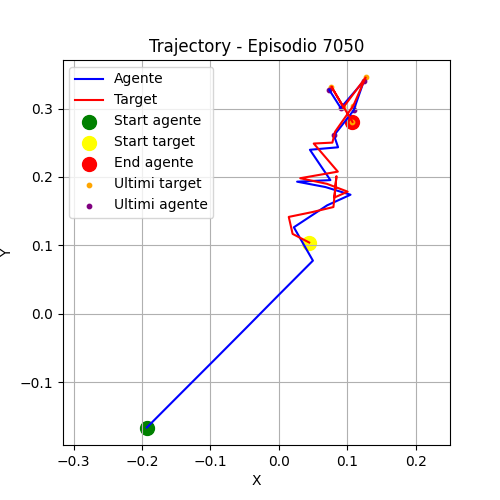 Trajectory - Episodio 7050
Agente
Target
Start agente
Start target
End agente
Ultimi target
Ultimi agente
0.3
0.2
0.1
0.0
−0.1
Y
−0.3
−0.2
−0.1
0.0
0.1
0.2
X